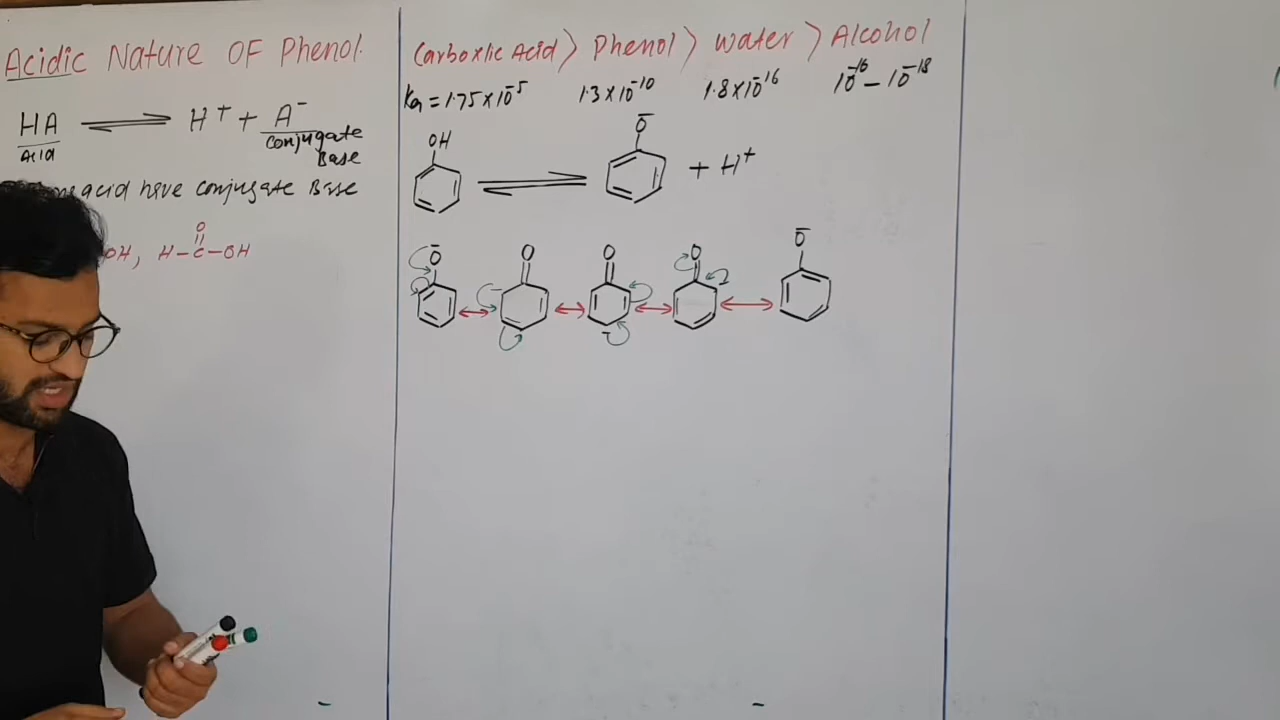 Acidic Nature OF Phenol.
HA ⇌ H⁺ + A⁻
Acid
Conjugate
Base
acid have conjugate Base
OH, H-C-OH
O
Carboxlic Acid > Phenol > Water > Alcohol
Ka = 1.75×10⁻⁵ 1.3×10⁻¹⁰ 1.8×10⁻¹⁶ 10⁻¹⁶ – 10⁻¹⁸
OH ⇌ O⁻ + H⁺
O⁻ ↔ O ↔ O ↔ O ↔ O⁻